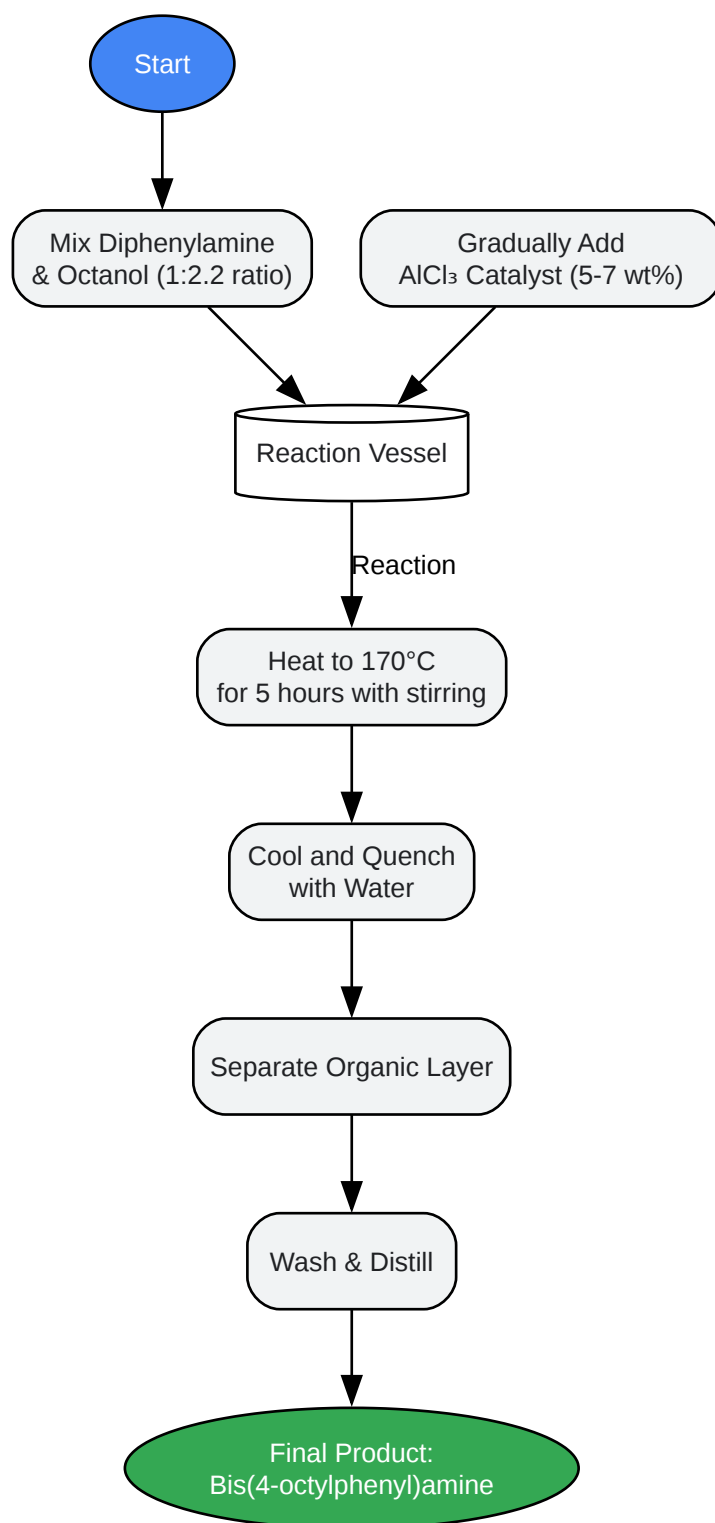 Start
Mix Diphenylamine
& Octanol (1:2.2 ratio)
Gradually Add
AlCl₃ Catalyst (5-7 wt%)
Reaction Vessel
Reaction
Heat to 170°C
for 5 hours with stirring
Cool and Quench
with Water
Separate Organic Layer
Wash & Distill
Final Product:
Bis(4-octylphenyl)amine